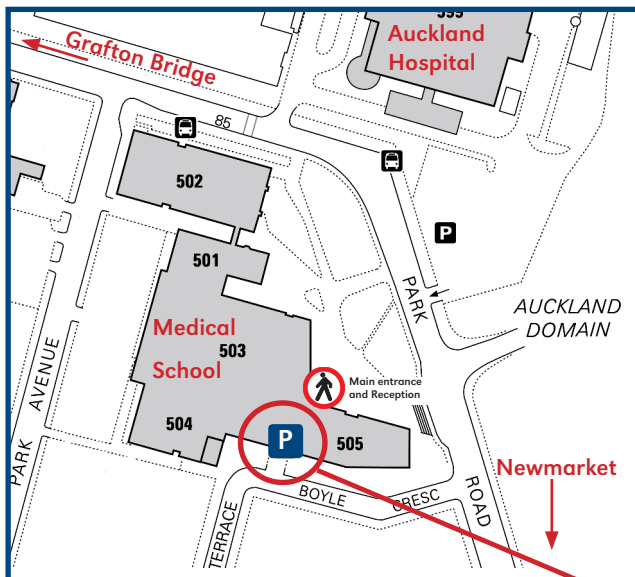 599
Auckland
Hospital
Grafton Bridge
85
502
501
P
PARK
AUCKLAND
DOMAIN
Medical
503
School
Main entrance
and Reception
504
P
505
PARK AVENUE
Newmarket
BOYLE CRESC
ROAD
TERRACE